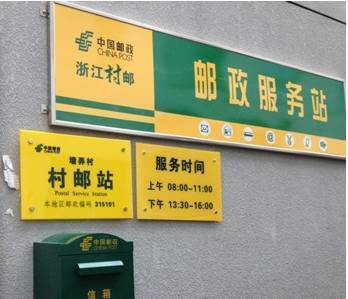 中国邮政
CHINA POST
浙江村邮
邮政服务站
中国邮政
墙弄村
村邮站
Postal Service Station
本地区邮政编码 315191
服务时间
上午 08:00~11:00
下午 13:30~16:00
中国邮政
信箱